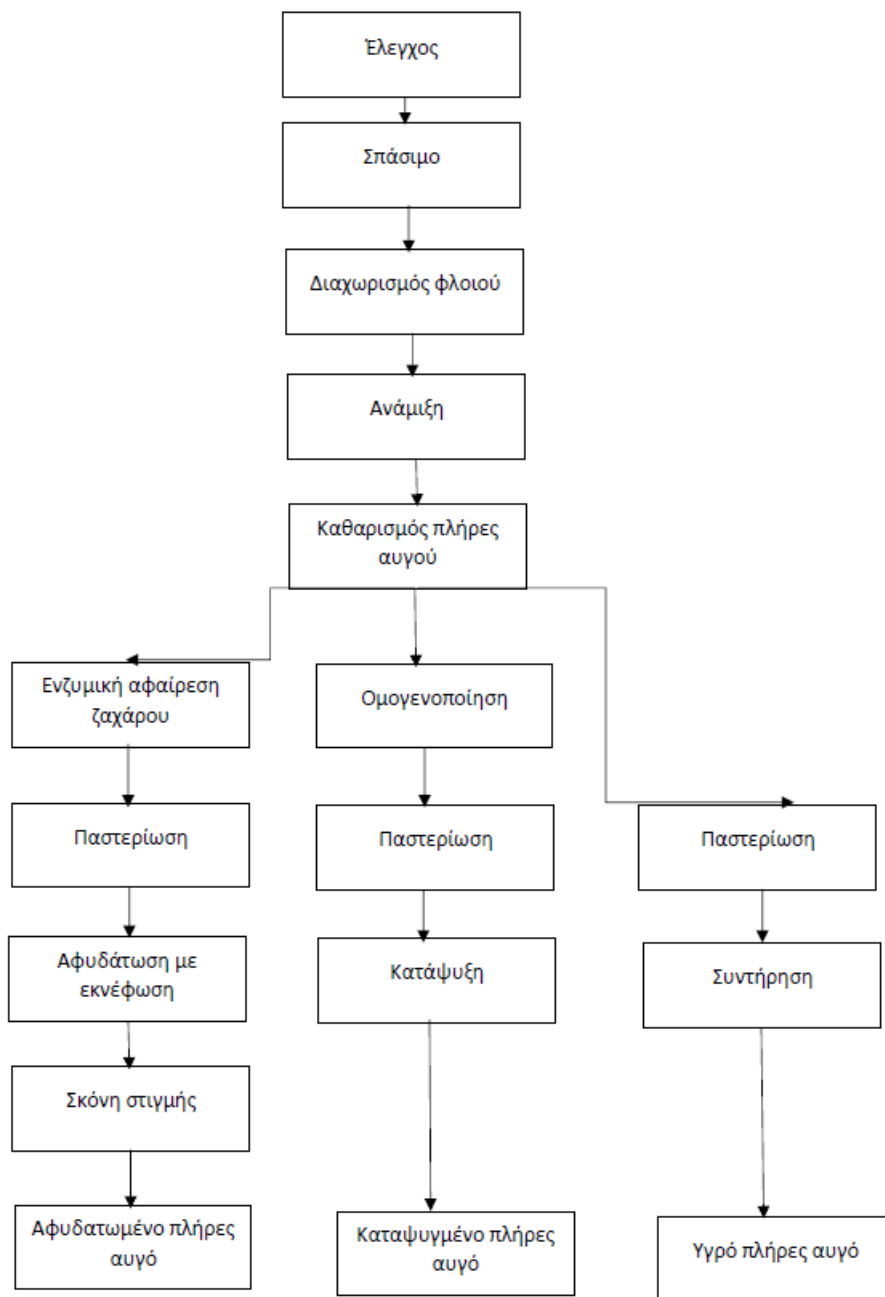 Έλεγχος
Σπάσιμο
Διαχωρισμός φλοιού
Ανάμιξη
Καθαρισμός πλήρες
αυγού
Ενζυμική αφαίρεση
ζαχάρου
Ομογενοποίηση
Παστερίωση
Παστερίωση
Παστερίωση
Αφυδάτωση με
εκνέφωση
Κατάψυξη
Συντήρηση
Σκόνη στιγμής
Αφυδατωμένο πλήρες
αυγό
Καταψυγμένο πλήρες
αυγό
Υγρό πλήρες αυγό